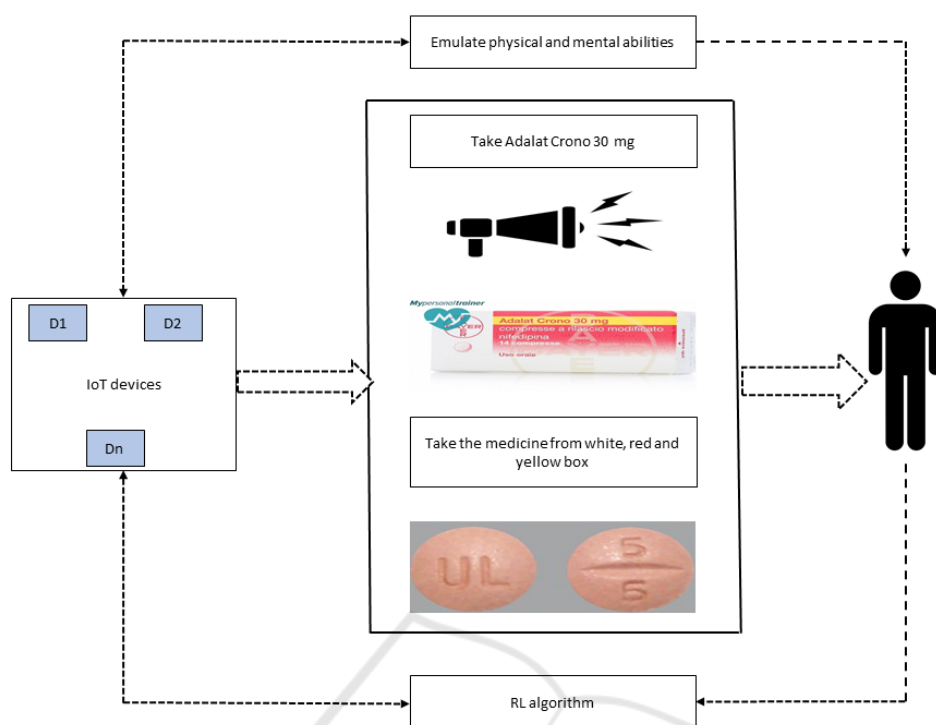 Emulate physical and mental abilities
Take Adalat Crono 30 mg
Mypersonaltrainer
MY
Adalat Crono 30 mg
compresse a rilascio modificato
nifedipina
14 compresse
Uso orale
D1
D2
IoT devices
Dn
Take the medicine from white, red and
yellow box
UL
5
5
RL algorithm